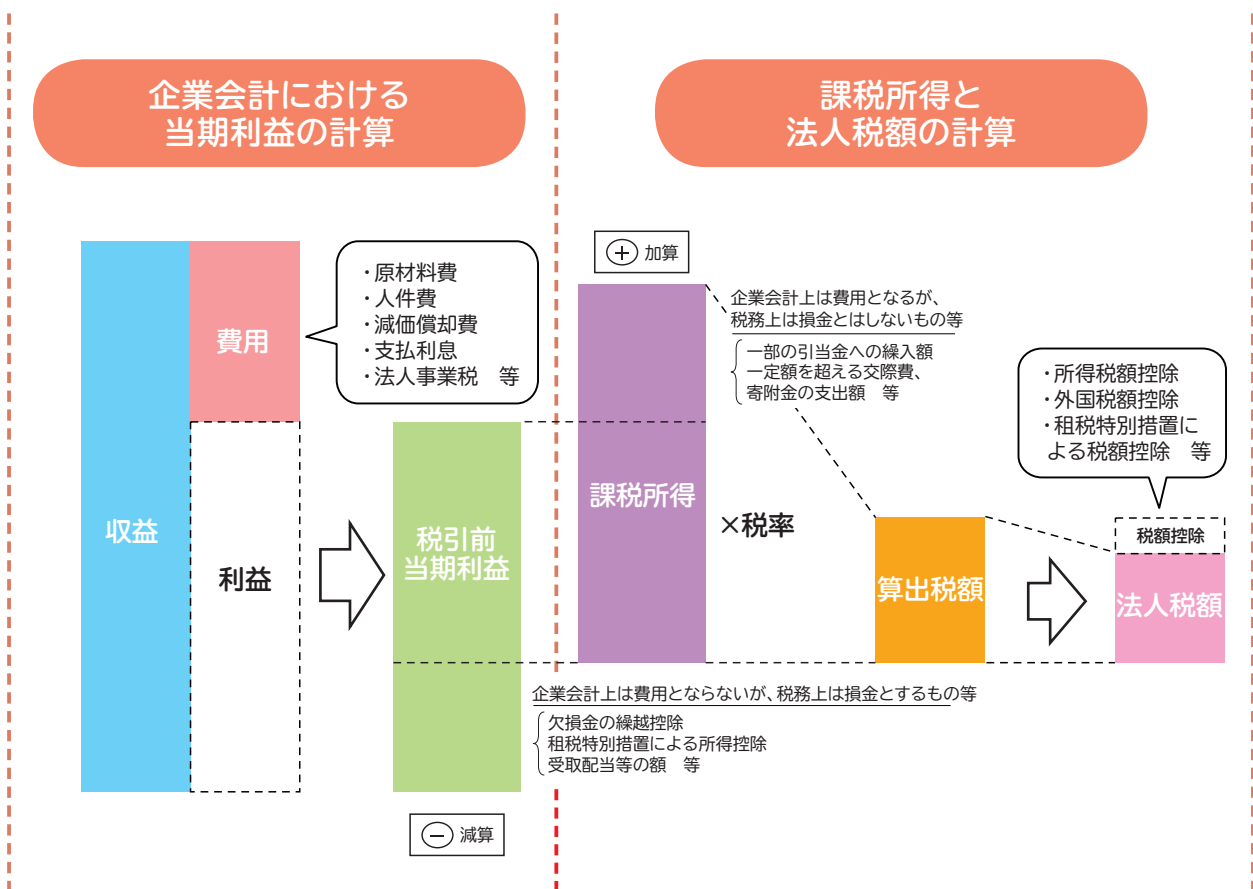 企業会計における
当期利益の計算
課税所得と
法人税額の計算
収益
費用
・原材料費
・人件費
・減価償却費
・支払利息
・法人事業税　等
利益
税引前
当期利益
－ 減算
＋ 加算
課税所得
企業会計上は費用となるが、
税務上は損金とはしないもの等
一部の引当金への繰入額
一定額を超える交際費、
寄附金の支出額　等
×税率
企業会計上は費用とならないが、税務上は損金とするもの等
欠損金の繰越控除
租税特別措置による所得控除
受取配当等の額　等
算出税額
・所得税額控除
・外国税額控除
・租税特別措置に
よる税額控除　等
税額控除
法人税額